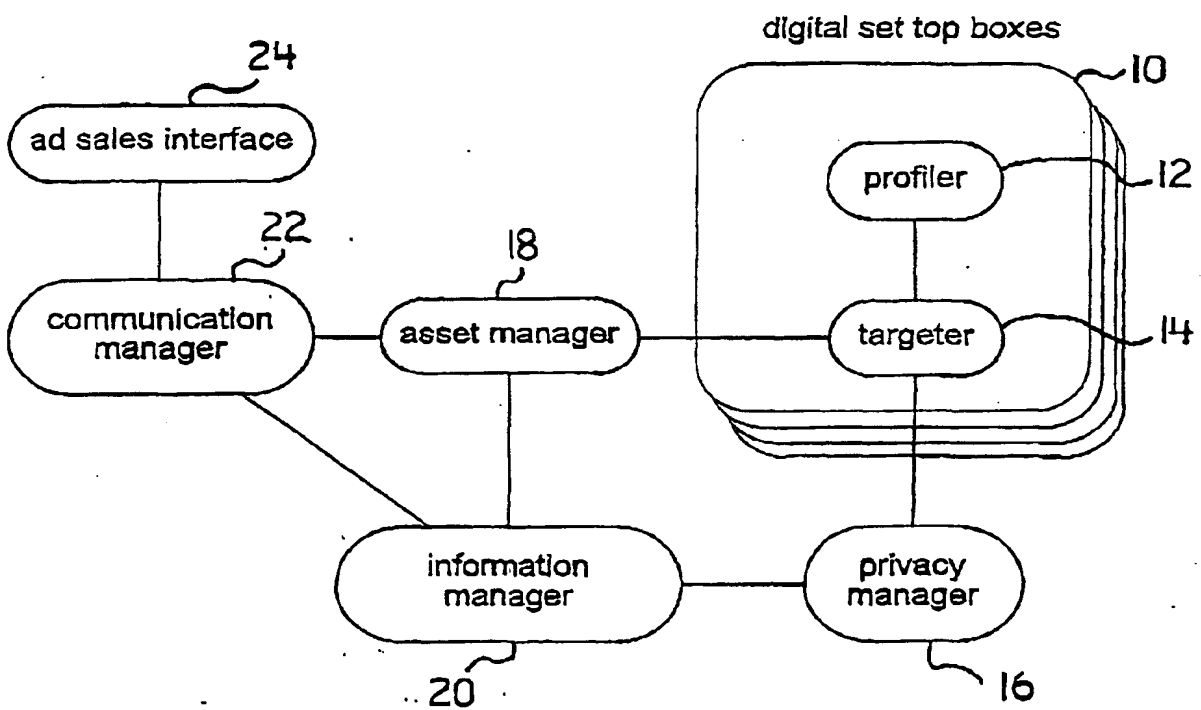 digital set top boxes
24
10
ad sales interface
profiler
12
22
18
communication
manager
asset manager
targeter
14
information
manager
privacy
manager
20
16